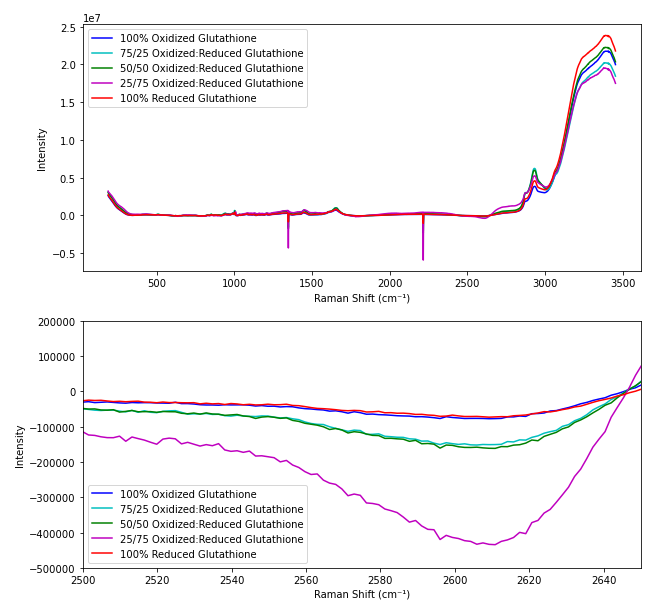 1e7
2.5
2.0
1.5
1.0
0.5
0.0
−0.5
Intensity
100% Oxidized Glutathione
75/25 Oxidized:Reduced Glutathione
50/50 Oxidized:Reduced Glutathione
25/75 Oxidized:Reduced Glutathione
100% Reduced Glutathione
500 1000 1500 2000 2500 3000 3500
Raman Shift (cm⁻¹)
200000
100000
0
−100000
−200000
−300000
−400000
−500000
Intensity
100% Oxidized Glutathione
75/25 Oxidized:Reduced Glutathione
50/50 Oxidized:Reduced Glutathione
25/75 Oxidized:Reduced Glutathione
100% Reduced Glutathione
2500 2520 2540 2560 2580 2600 2620 2640
Raman Shift (cm⁻¹)